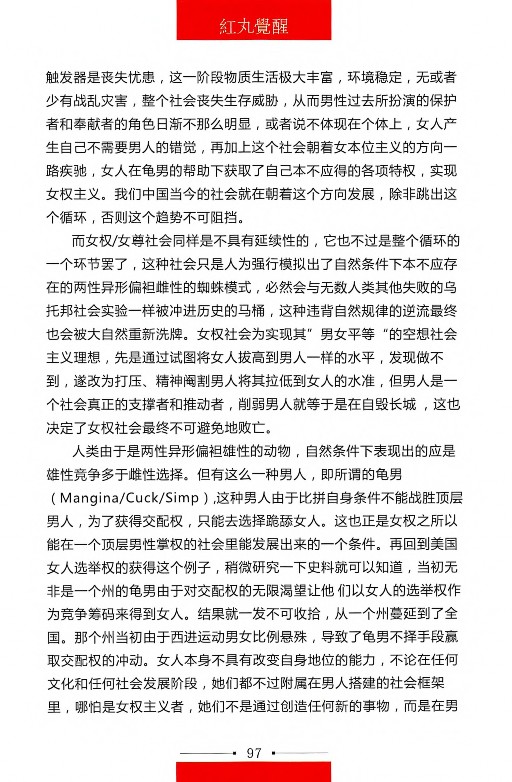 紅丸覺醒
触发器是丧失忧患，这一阶段物质生活极大丰富，环境稳定，无或者
少有战乱灾害，整个社会丧失生存威胁，从而男性过去所扮演的保护
者和奉献者的角色日渐不那么明显，或者说不体现在个体上，女人产
生自己不需要男人的错觉，再加上这个社会朝着女本位主义的方向一
路疾驰，女人在龟男的帮助下获取了自己本不应得的各项特权，实现
女权主义。我们中国当今的社会就在朝着这个方向发展，除非跳出这
个循环，否则这个趋势不可阻挡。
而女权/女尊社会同样是不具有延续性的，它也不过是整个循环的
一个环节罢了，这种社会只是人为强行模拟出了自然条件下本不应存
在的两性异形偏袒雌性的蜘蛛模式，必然会与无数人类其他失败的乌
托邦社会实验一样被冲进历史的马桶，这种违背自然规律的逆流最终
也会被大自然重新洗牌。女权社会为实现其”男女平等“的空想社会
主义理想，先是通过试图将女人拔高到男人一样的水平，发现做不
到，遂改为打压、精神阉割男人将其拉低到女人的水准，但男人是一
个社会真正的支撑者和推动者，削弱男人就等于是在自毁长城 ，这也
决定了女权社会最终不可避免地败亡。
人类由于是两性异形偏袒雄性的动物，自然条件下表现出的应是
雄性竞争多于雌性选择。但有这么一种男人，即所谓的龟男
（Mangina/Cuck/Simp）,这种男人由于比拼自身条件不能战胜顶层
男人，为了获得交配权，只能去选择跪舔女人。这也正是女权之所以
能在一个顶层男性掌权的社会里能发展出来的一个条件。再回到美国
女人选举权的获得这个例子，稍微研究一下史料就可以知道，当初无
非是一个州的龟男由于对交配权的无限渴望让他 们以女人的选举权作
为竞争筹码来得到女人。结果就一发不可收拾，从一个州蔓延到了全
国。那个州当初由于西进运动男女比例悬殊，导致了龟男不择手段赢
取交配权的冲动。女人本身不具有改变自身地位的能力，不论在任何
文化和任何社会发展阶段，她们都不过附属在男人搭建的社会框架
里，哪怕是女权主义者，她们不是通过创造任何新的事物，而是在男
97